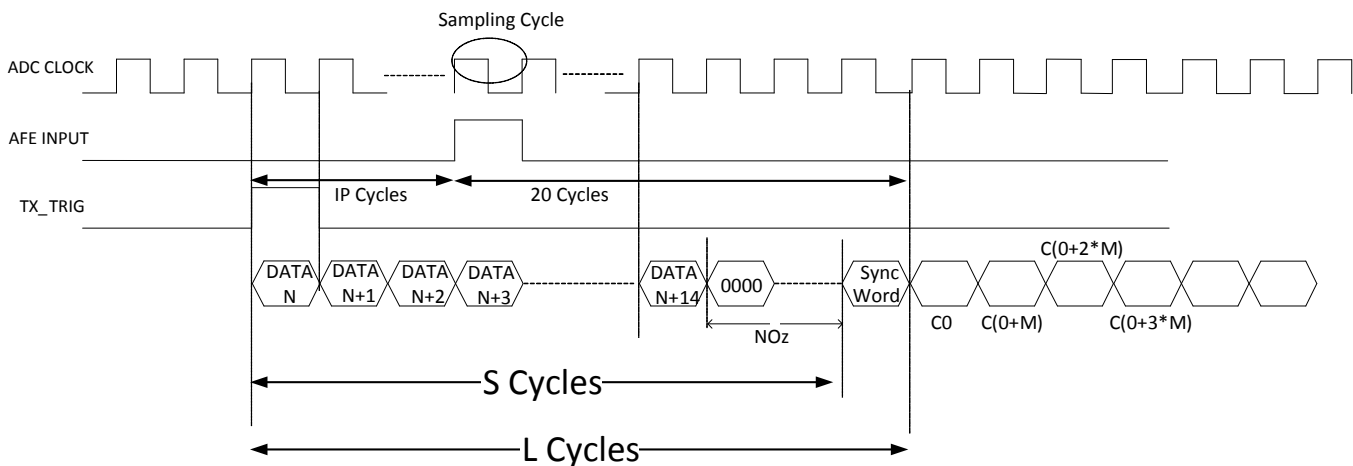 Sampling Cycle
ADC CLOCK
AFE INPUT
IP Cycles
20 Cycles
TX_TRIG
C(0+2*M)
DATA
N
DATA
N+1
DATA
N+2
DATA
N+3
DATA
N+14
0000
Sync
Word
C0
C(0+M)
C(0+3*M)
NOz
S Cycles
L Cycles